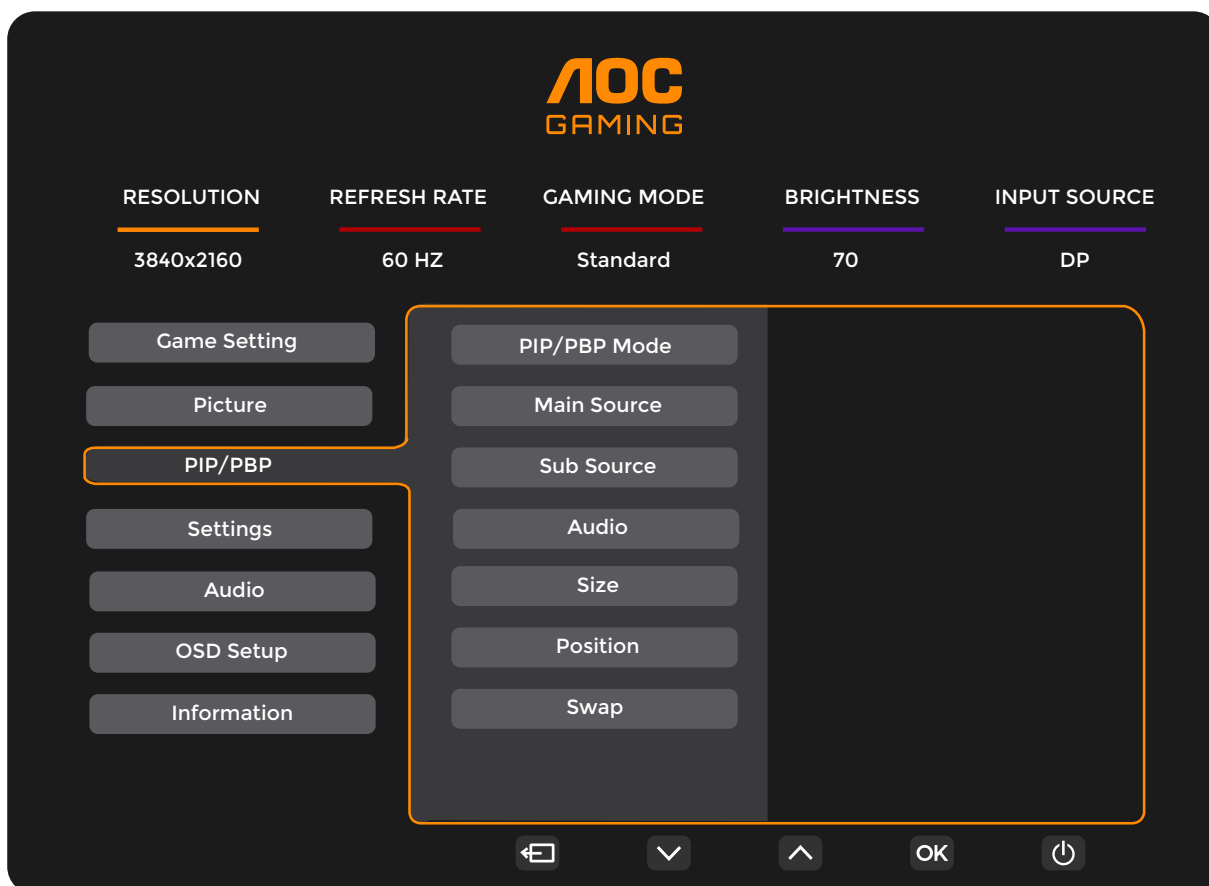 AOC
GAMING
RESOLUTION REFRESH RATE GAMING MODE BRIGHTNESS INPUT SOURCE
3840x2160 60 HZ Standard 70 DP
Game Setting
Picture
PIP/PBP
Settings
Audio
OSD Setup
Information
PIP/PBP Mode
Main Source
Sub Source
Audio
Size
Position
Swap
OK